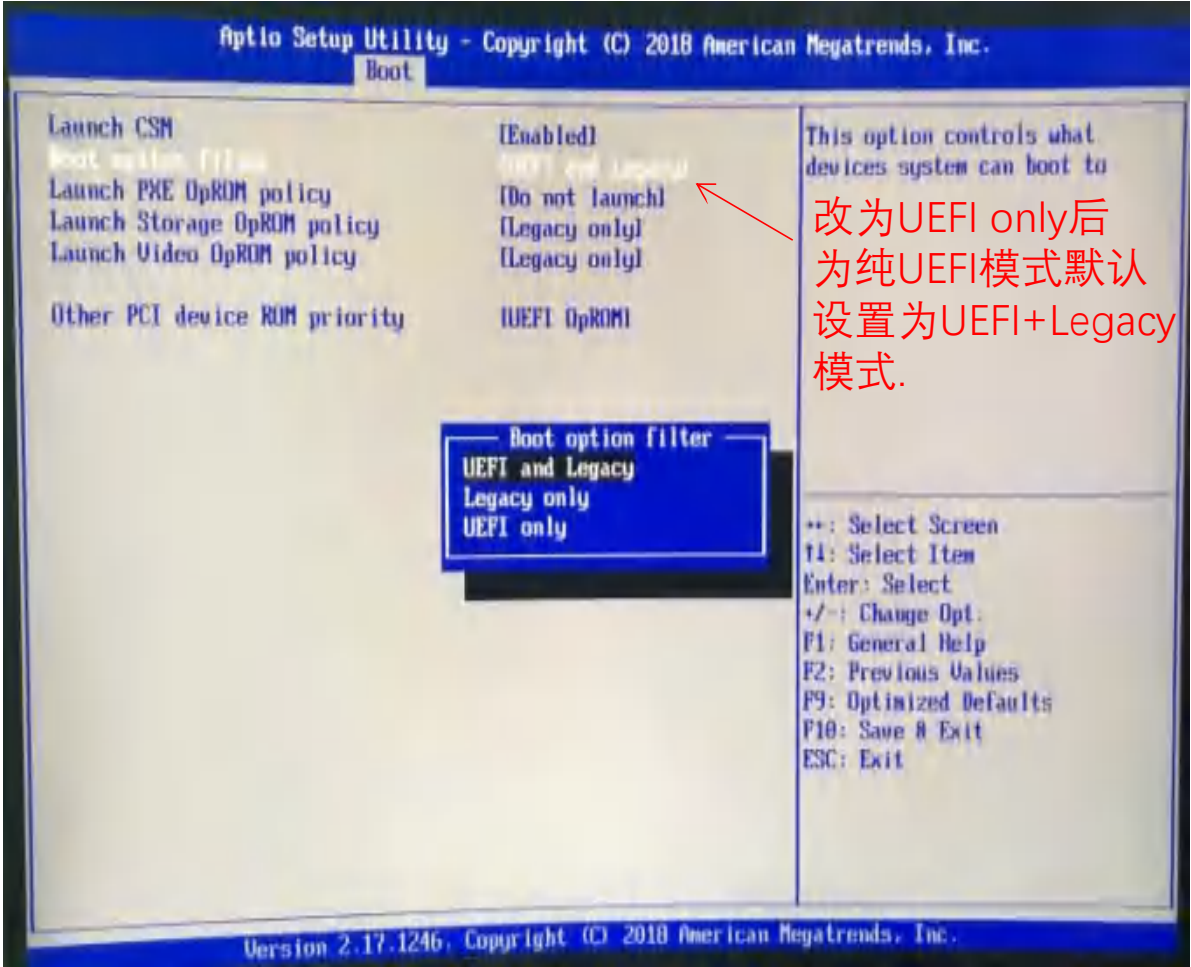 Aptio Setup Utility - Copyright (C) 2018 American Megatrends, Inc.
Boot
Launch CSM [Enabled]
Boot option filter [UEFI and Legacy]
Launch PXE OpROM policy [Do not launch]
Launch Storage OpROM policy [Legacy only]
Launch Video OpROM policy [Legacy only]
Other PCI device ROM priority [UEFI OpROM]
This option controls what
devices system can boot to
改为UEFI only后
为纯UEFI模式默认
设置为UEFI+Legacy
模式.
Boot option filter
UEFI and Legacy
Legacy only
UEFI only
→←: Select Screen
↑↓: Select Item
Enter: Select
+/-: Change Opt.
F1: General Help
F2: Previous Values
F9: Optimized Defaults
F10: Save & Exit
ESC: Exit
Version 2.17.1246. Copyright (C) 2018 American Megatrends, Inc.